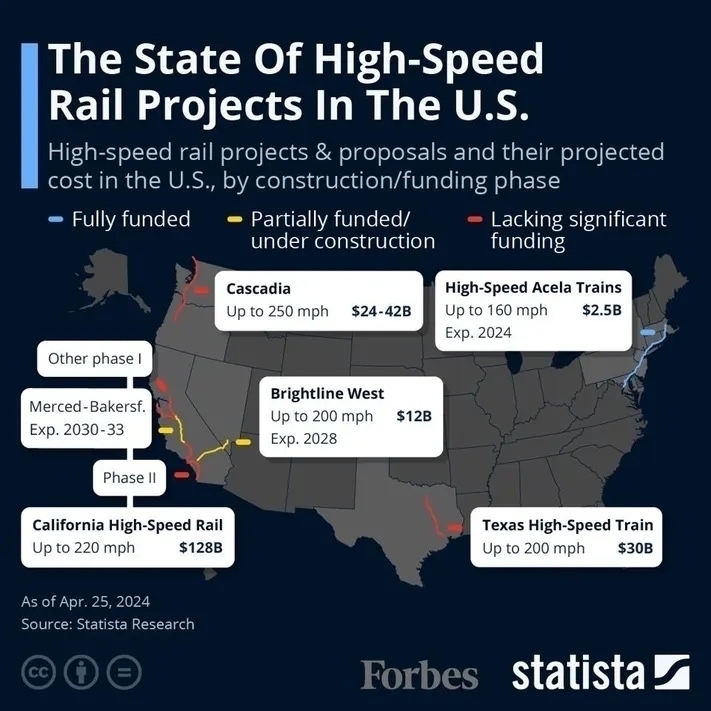 The State Of High-Speed
Rail Projects In The U.S.
High-speed rail projects & proposals and their projected
cost in the U.S., by construction/funding phase
Fully funded
Partially funded/
under construction
Lacking significant
funding
Cascadia
Up to 250 mph $24-42B
High-Speed Acela Trains
Up to 160 mph $2.5B
Exp. 2024
Other phase I
Merced-Bakersf.
Exp. 2030-33
Phase II
Brightline West
Up to 200 mph $12B
Exp. 2028
California High-Speed Rail
Up to 220 mph $128B
Texas High-Speed Train
Up to 200 mph $30B
As of Apr. 25, 2024
Source: Statista Research
cc
Forbes
statista